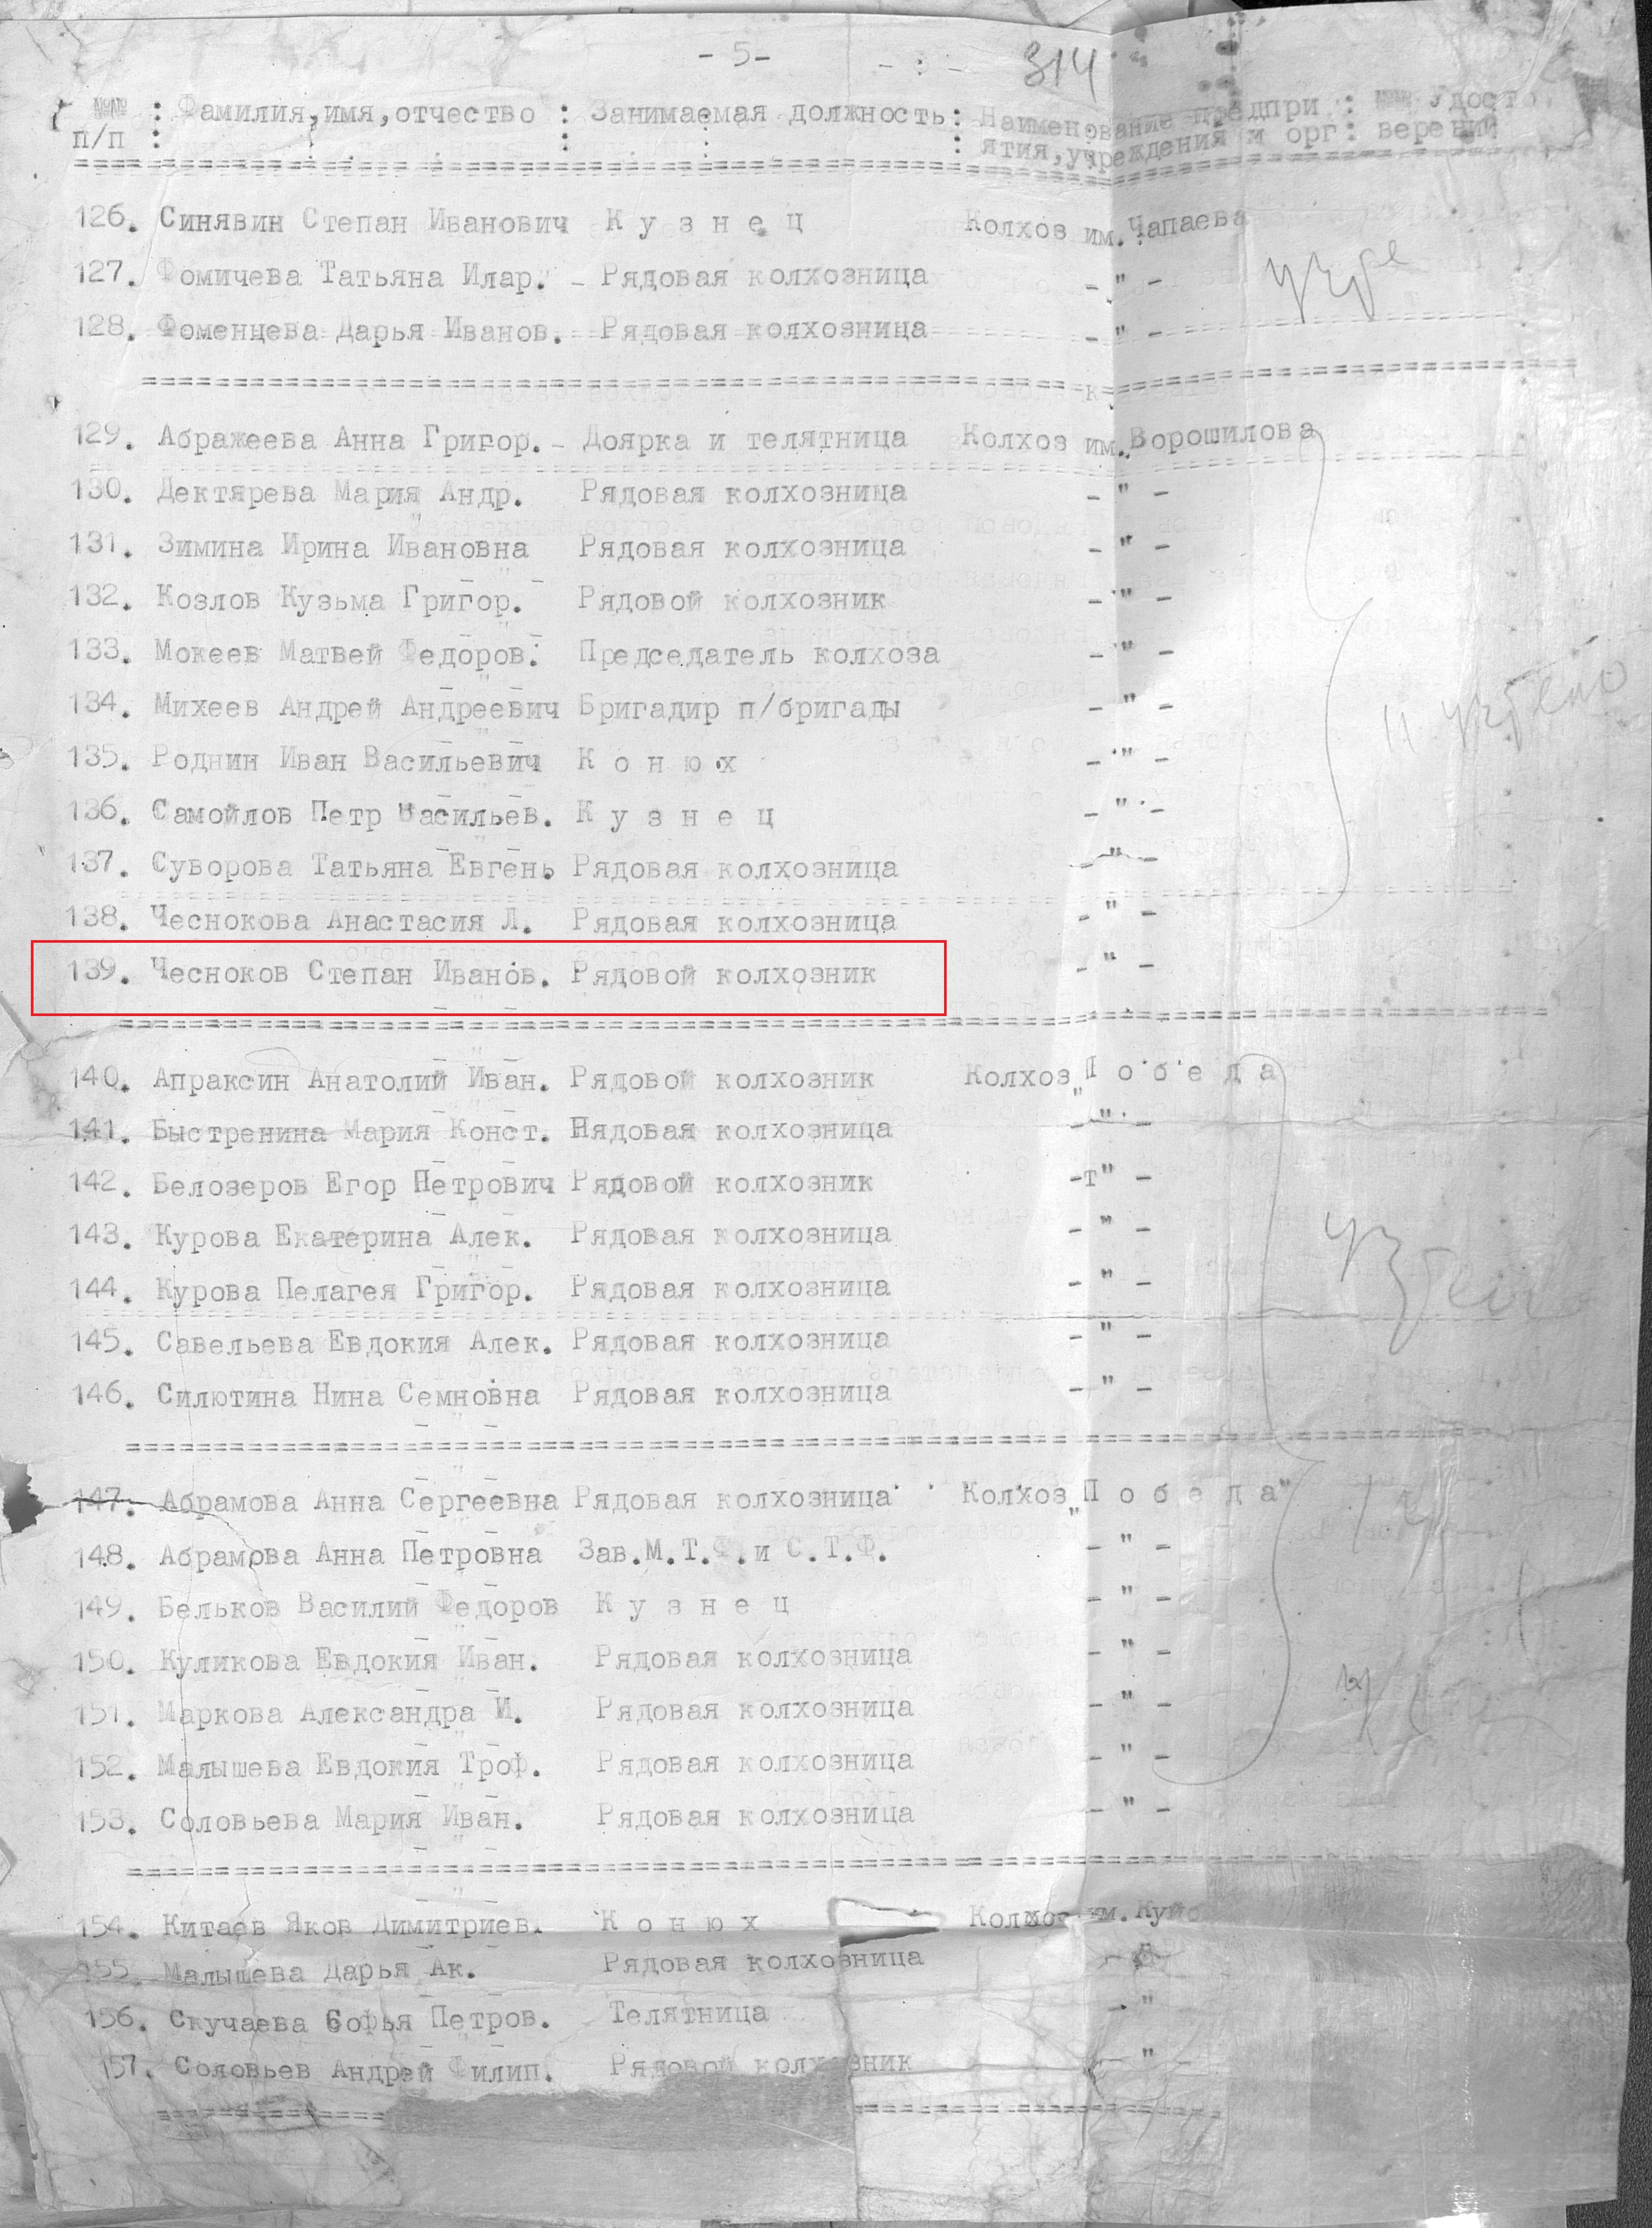 - 5 -
314
№№ : Фамилия,имя,отчество : Занимаемая должность: Наименование предпри : №№ Удосто
п/п : : : ятия,учреждения и орг: верений
126. Синявин Степан Иванович К у з н е ц Колхоз им.Чапаева
127. Фомичева Татьяна Илар. - Рядовая колхозница - " -
128. Фоменцева Дарья Иванов. Рядовая колхозница - " -
129. Абражеева Анна Григор. - Доярка и телятница Колхоз им.Ворошилова
130. Дектярева Мария Андр. Рядовая колхозница - " -
131. Зимина Ирина Ивановна Рядовая колхозница - " -
132. Козлов Кузьма Григор. Рядовой колхозник - " -
133. Мокеев Матвей Федоров. Председатель колхоза - " -
134. Михеев Андрей Андреевич Бригадир п/бригады - " -
135. Роднин Иван Васильевич К о н ю х - " -
136. Самойлов Петр Васильев. К у з н е ц - " -
137. Суворова Татьяна Евгень. Рядовая колхозница - " -
138. Чеснокова Анастасия Л. Рядовая колхозница - " -
139. Чесноков Степан Иванов. Рядовой колхозник - " -
140. Апраксин Анатолий Иван. Рядовой колхозник Колхоз "П о б е д а
141. Быстренина Мария Конст. Нядовая колхозница - " -
142. Белозеров Егор Петрович Рядовой колхозник -т" -
143. Курова Екатерина Алек. Рядовая колхозница - " -
144. Курова Пелагея Григор. Рядовая колхозница - " -
145. Савельева Евдокия Алек. Рядовая колхозница - " -
146. Силютина Нина Семновна Рядовая колхозница - " -
147. Абрамова Анна Сергеевна Рядовая колхозница Колхоз "П о б е д а"
148. Абрамова Анна Петровна Зав.М.Т.Ф.и С.Т.Ф. - " -
149. Бельков Василий Федоров К у з н е ц - " -
150. Куликова Евдокия Иван. Рядовая колхозница - " -
151. Маркова Александра И. Рядовая колхозница - " -
152. Малышева Евдокия Троф. Рядовая колхозница - " -
153. Соловьева Мария Иван. Рядовая колхозница - " -
154. Китаев Яков Димитриев. К о н ю х Колхоз им.
155. Малышева Дарья Ак. Рядовая колхозница
156. Скучаева Софья Петров. Телятница - "
157. Соловьев Андрей Филип. Рядовой колхозник - " -